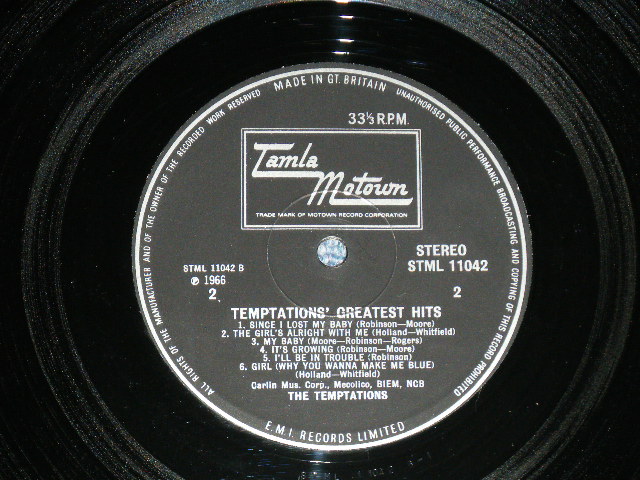 MADE IN GT. BRITAIN
ALL RIGHTS OF THE MANUFACTURER AND OF THE OWNER OF THE RECORDED WORK RESERVED
UNAUTHORISED PUBLIC PERFORMANCE BROADCASTING AND COPYING OF THIS RECORD PROHIBITED
33⅓ R.P.M.
Tamla
Motown
TRADE MARK OF MOTOWN RECORD CORPORATION
STML 11042 B
℗ 1966
2
STEREO
STML 11042
2
TEMPTATIONS' GREATEST HITS
1. SINCE I LOST MY BABY (Robinson—Moore)
2. THE GIRL'S ALRIGHT WITH ME (Holland—Whitfield)
3. MY BABY (Moore—Robinson—Rogers)
4. IT'S GROWING (Robinson—Moore)
5. I'LL BE IN TROUBLE (Robinson)
6. GIRL (WHY YOU WANNA MAKE ME BLUE)
(Holland—Whitfield)
Carlin Mus. Corp., Mecolico, BIEM, NCB
THE TEMPTATIONS
E.M.I. RECORDS LIMITED